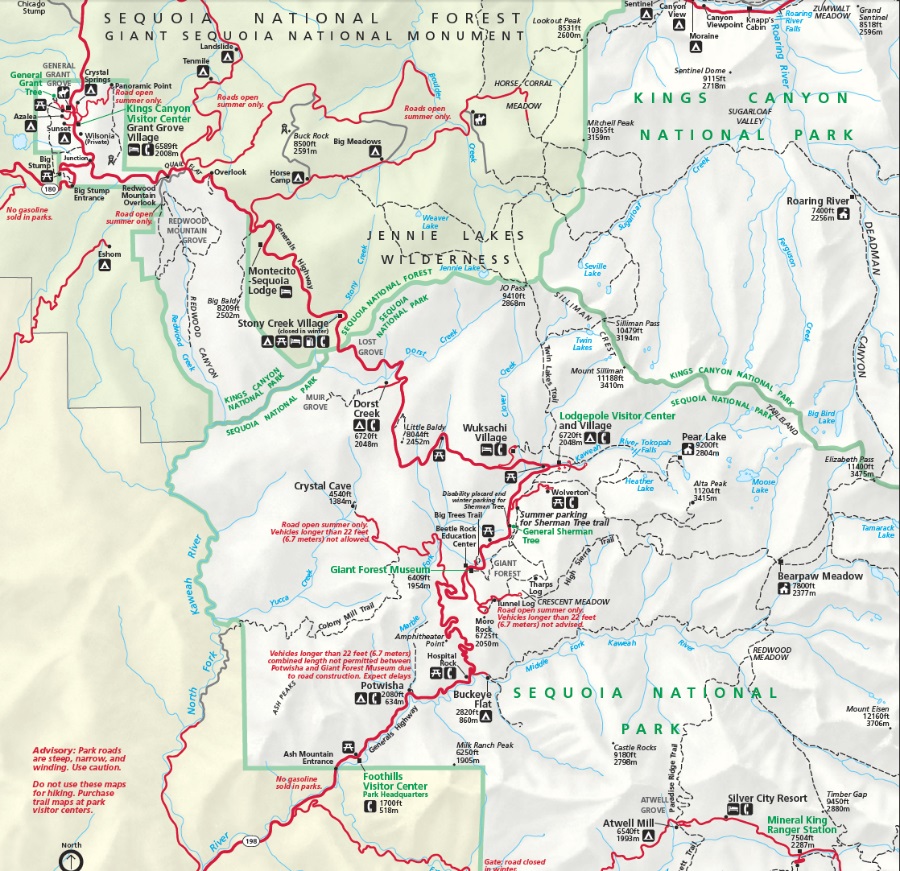 Chicago
Stump
SEQUOIA NATIONAL FOREST
GIANT SEQUOIA NATIONAL MONUMENT
Lookout Peak
8531ft
2600m
Sentinel
Canyon
View
Canyon
Viewpoint
Knapp's
Cabin
Moraine
Roaring
River
Falls
ZUMWALT
MEADOW
Grand
Sentinel
8518ft
2596m
Roaring River
Sentinel Dome
9115ft
2718m
KINGS CANYON
NATIONAL PARK
SUGARLOAF
VALLEY
Mitchell Peak
10365ft
3159m
Landslide
Tenmile
General
Grant
Tree
GENERAL
GRANT
GROVE
Crystal
Springs
Panoramic Point
Road open
summer only.
Azalea
Kings Canyon
Visitor Center
Grant Grove
Village
6589ft
2008m
Sunset
Wilsonia
(Private)
Big
Stump
Junction
180
Big Stump
Entrance
Redwood
Mountain
Overlook
QUAIL FLAT
Overlook
No gasoline
sold in parks.
Road open
summer only.
Roads open
summer only.
Buck Rock
8500ft
2591m
Big Meadows
Horse
Camp
Roads open
summer only.
Boulder
Creek
HORSE CORRAL
MEADOW
REDWOOD
MOUNTAIN
GROVE
Eshom
Generals Highway
Montecito
Sequoia
Lodge
Big Baldy
8209ft
2502m
REDWOOD CANYON
Redwood Creek
Stony Creek Village
(closed in winter)
Stony Creek
Weaver
Lake
JENNIE LAKES
WILDERNESS
Jennie Lake
SEQUOIA NATIONAL FOREST
SEQUOIA
NATIONAL PARK
JO Pass
9410ft
2868m
Seville
Lake
SILLIMAN CREST
Silliman Pass
10479ft
3194m
Twin
Lakes
Mount Silliman
11188ft
3410m
Twin Lakes Trail
Sugarloaf Creek
Ferguson Creek
Roaring River
7400ft
2256m
DEADMAN CANYON
KINGS CANYON NATIONAL PARK
SEQUOIA NATIONAL PARK
TABLELAND
Big Bird
Lake
Elizabeth Pass
11400ft
3475m
LOST
GROVE
Dorst Creek
KINGS CANYON
NATIONAL PARK
SEQUOIA NATIONAL PARK
MUIR
GROVE
Dorst
Creek
6720ft
2048m
Little Baldy
8044ft
2452m
Clover Creek
Wuksachi
Village
Lodgepole Visitor Center
and Village
6720ft
2048m
Kaweah River
Tokopah
Falls
Pear Lake
9200ft
2804m
Heather
Lake
Alta Peak
11204ft
3415m
Moose
Lake
Tamarack
Lake
Crystal Cave
4540ft
1384m
Disability placard and
winter parking for
Sherman Tree
Wolverton
Big Trees Trail
Summer parking
for Sherman Tree trail
General Sherman
Tree
Beetle Rock
Education
Center
Road open summer only.
Vehicles longer than 22 feet
(6.7 meters) not allowed.
Giant Forest Museum
6409ft
1954m
GIANT
FOREST
High Sierra Trail
Tharps
Log
Tunnel Log
CRESCENT MEADOW
Road open summer only.
Vehicles longer than 22 feet
(6.7 meters) not advised.
Moro
Rock
6725ft
2050m
Bearpaw Meadow
7800ft
2377m
North Fork Kaweah River
Yucca Creek
Colony Mill Trail
Marble Fork
Amphitheater
Point
Hospital
Rock
Vehicles longer than 22 feet (6.7 meters)
combined length not permitted between
Potwisha and Giant Forest Museum due
to road construction. Expect delays
Potwisha
2080ft
634m
ASH PEAKS
Buckeye
Flat
2820ft
860m
Middle Fork Kaweah River
REDWOOD
MEADOW
SEQUOIA NATIONAL
PARK
Mount Eisen
12160ft
3706m
Generals Highway
Ash Mountain
Entrance
Milk Ranch Peak
6250ft
1905m
Castle Rocks
9180ft
2798m
Paradise Ridge Trail
Advisory: Park roads
are steep, narrow, and
winding. Use caution.
Do not use these maps
for hiking. Purchase
trail maps at park
visitor centers.
No gasoline
sold in parks.
Foothills
Visitor Center
Park Headquarters
1700ft
518m
ATWELL
GROVE
Silver City Resort
Timber Gap
9450ft
2880m
Atwell Mill
6540ft
1993m
Mineral King
Ranger Station
7504ft
2287m
North
River
198
Gate: road closed
in winter.
Trail